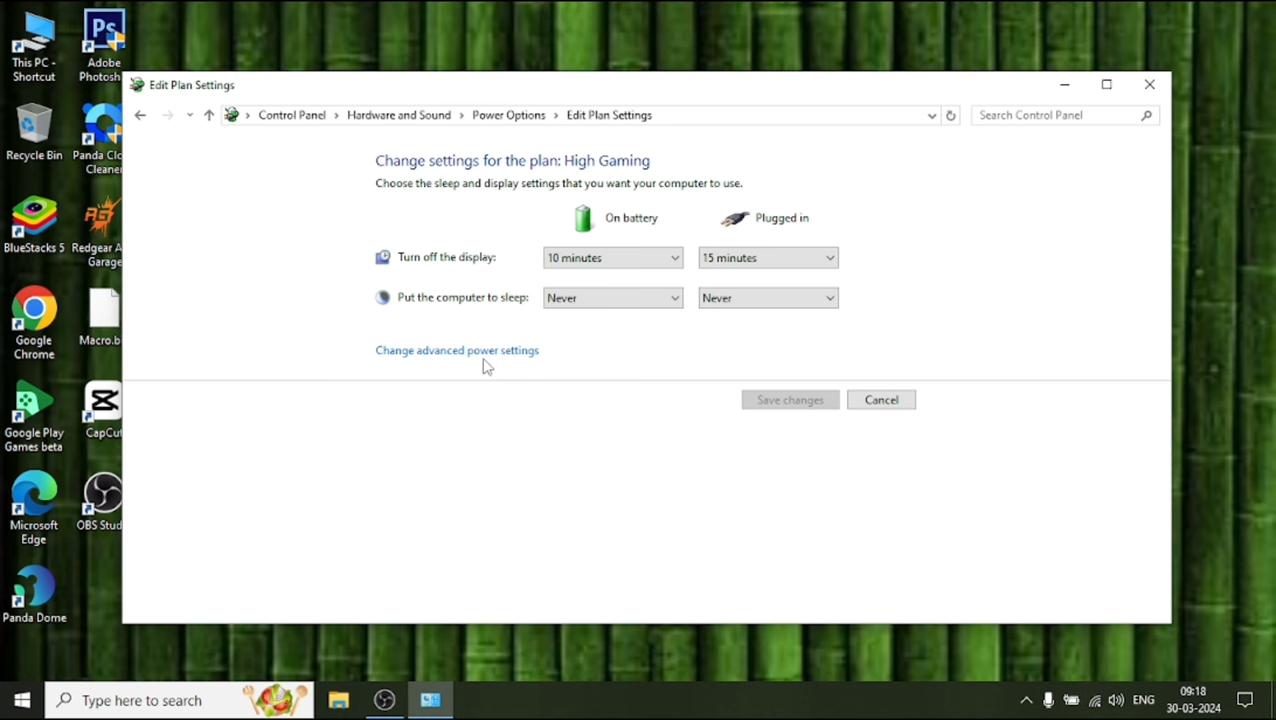 This PC -
Shortcut
Ps
Adobe
Photosh
Recycle Bin
Panda Clo
Cleaner
BlueStacks 5
Redgear A
Garage
Google
Chrome
Macro.b
Google Play
Games beta
CapCut
Microsoft
Edge
OBS Stud
Panda Dome
Edit Plan Settings
Control Panel
Hardware and Sound
Power Options
Edit Plan Settings
Search Control Panel
Change settings for the plan: High Gaming
Choose the sleep and display settings that you want your computer to use.
On battery
Plugged in
Turn off the display:
10 minutes
15 minutes
Put the computer to sleep:
Never
Never
Change advanced power settings
Save changes
Cancel
Type here to search
ENG
09:18
30-03-2024